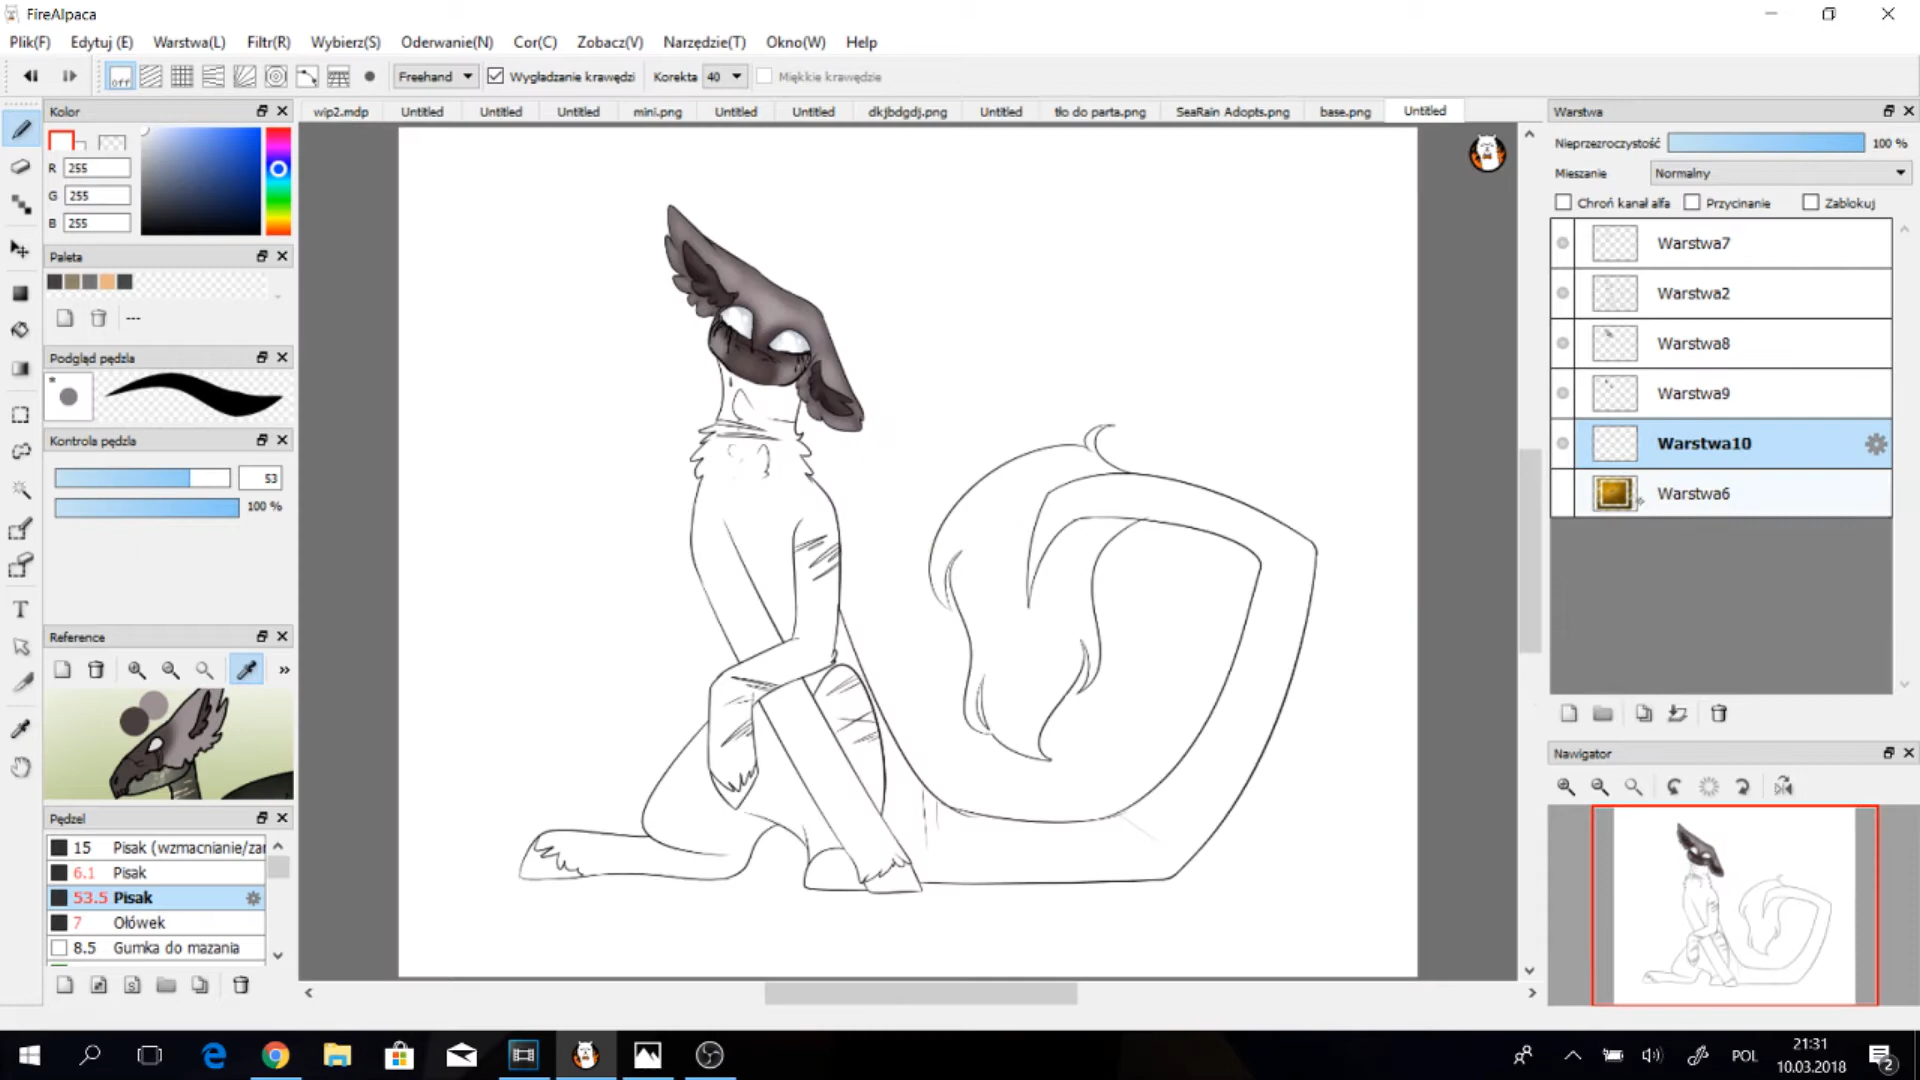 FireAlpaca
Plik(F) Edytuj (E) Warstwa(L) Filtr(R) Wybierz(S) Oderwanie(N) Cor(C) Zobacz(V) Narzędzie(T) Okno(W) Help
off Freehand Wygładzanie krawędzi Korekta 40 Miękkie krawędzie
Kolor
wip2.mdp Untitled Untitled Untitled mini.png Untitled Untitled dkjbdgdj.png Untitled tło do parta.png SeaRain Adopts.png base.png Untitled
R 255
G 255
B 255
Paleta
---
Podgląd pędzla
*
Kontrola pędzla
53
100 %
Reference
»
Pędzel
15 Pisak (wzmacnianie/zar
6.1 Pisak
53.5 Pisak
7 Ołówek
8.5 Gumka do mazania
Warstwa
Nieprzezroczystość 100 %
Mieszanie Normalny
Chroń kanał alfa Przycinanie Zablokuj
Warstwa7
Warstwa2
Warstwa8
Warstwa9
Warstwa10
Warstwa6
Nawigator
POL
21:31
10.03.2018
2